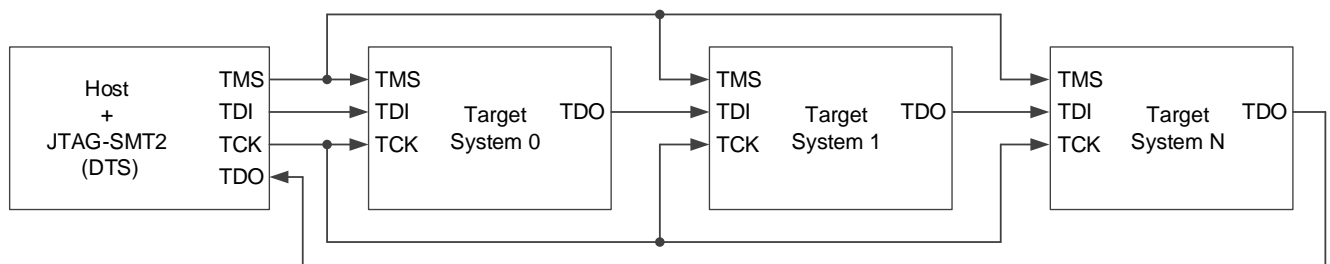 TMS
TDI
TCK
TDO
Host
+
JTAG-SMT2
(DTS)
TMS
TDI
TCK
Target
System 0
TDO
TMS
TDI
TCK
Target
System 1
TDO
TMS
TDI
TCK
Target
System N
TDO